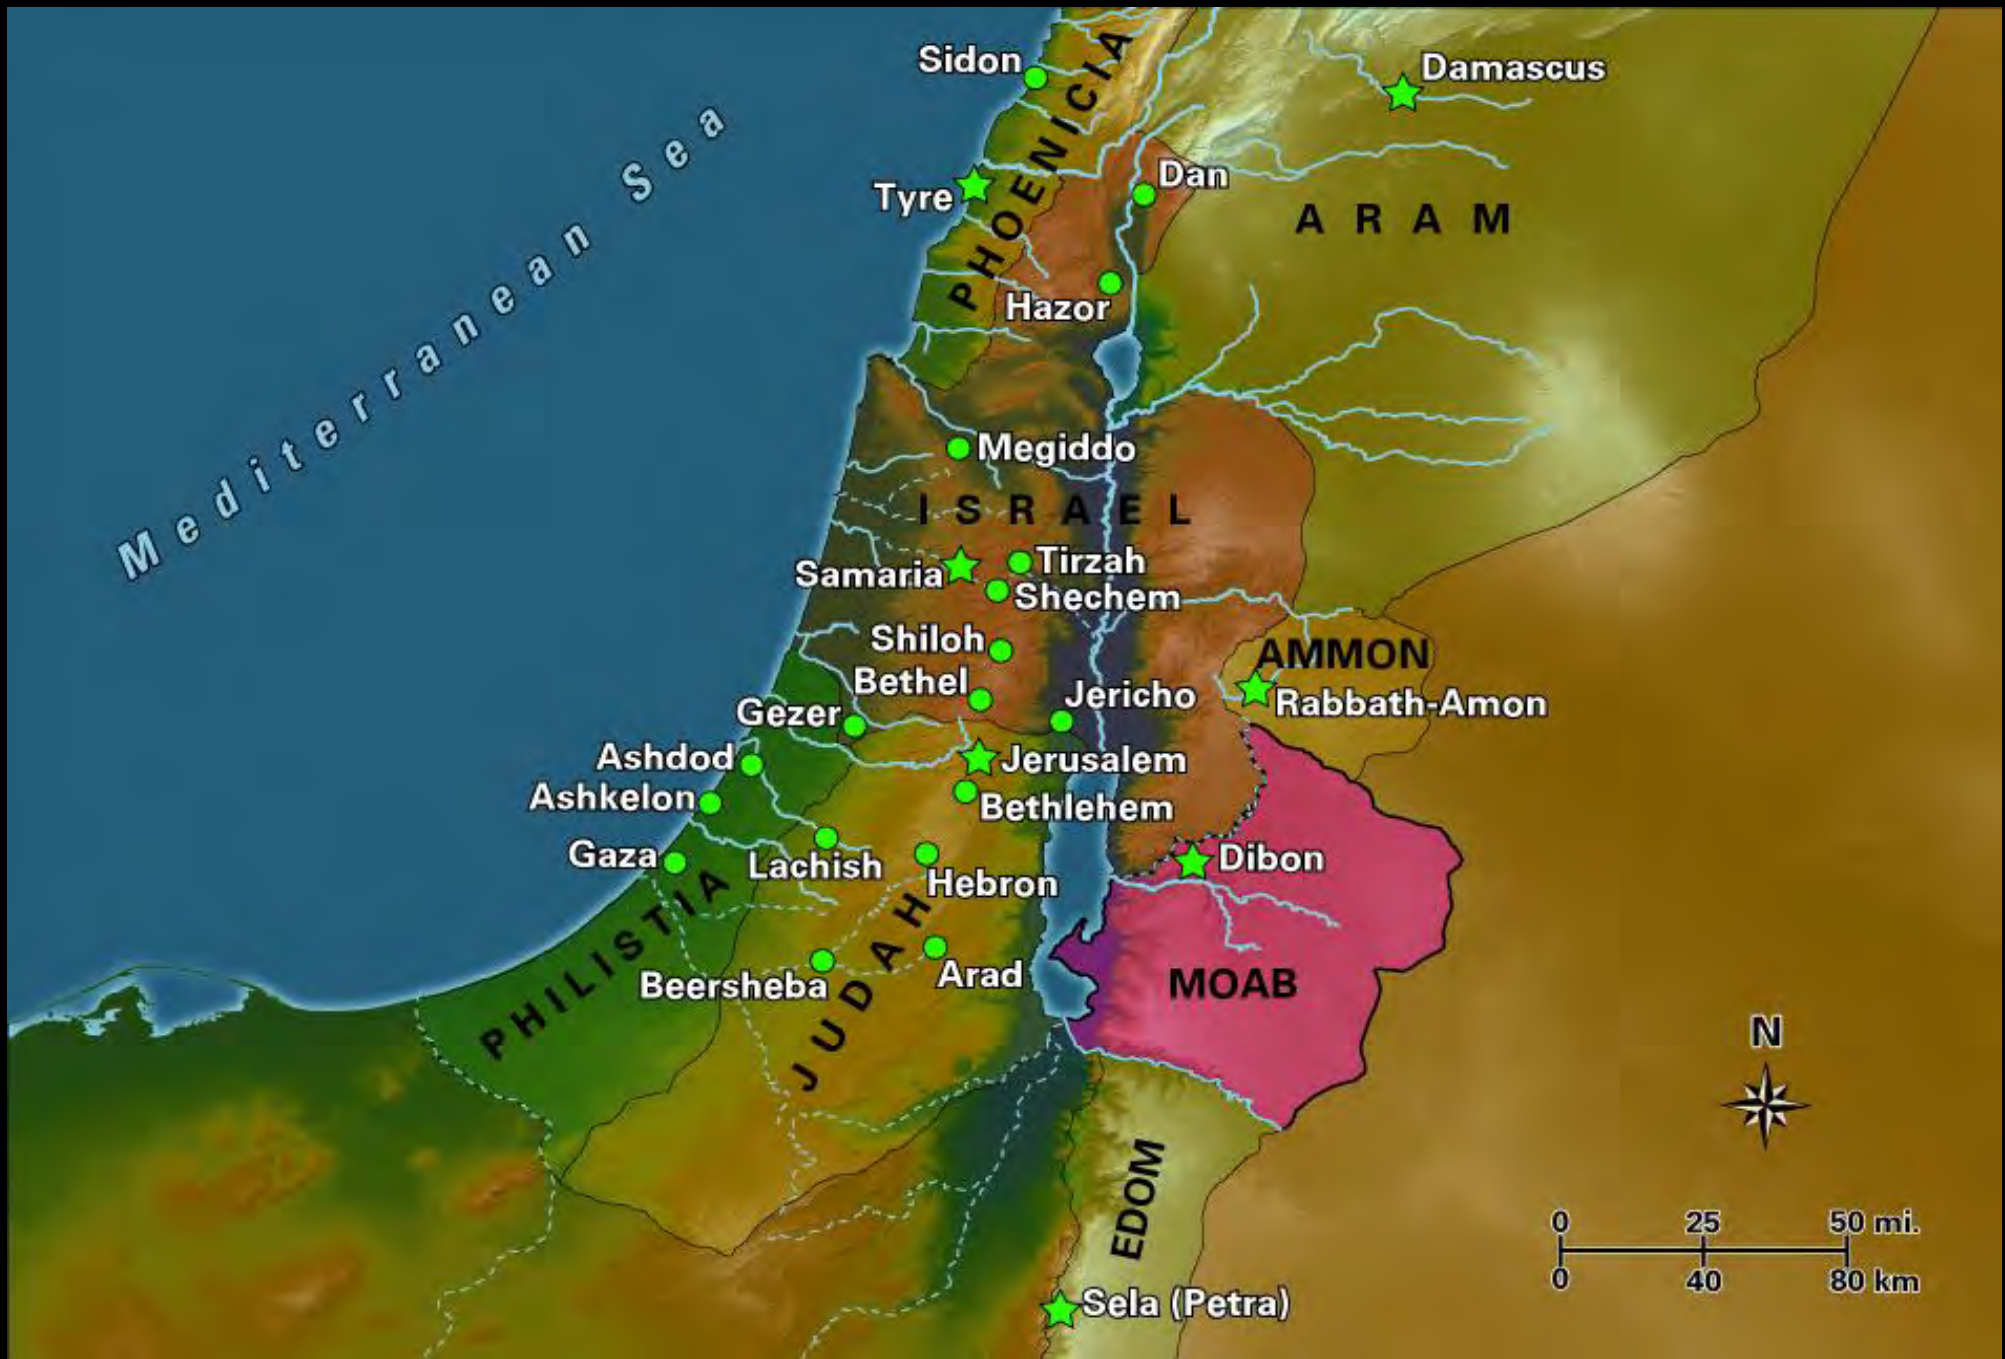 Sidon
Damascus
PHOENICIA
Mediterranean Sea
Dan
Tyre
ARAM
Hazor
Megiddo
ISRAEL
Tirzah
Samaria
Shechem
Shiloh
AMMON
Bethel
Jericho
Rabbath-Amon
Gezer
Ashdod
Jerusalem
Ashkelon
Bethlehem
Gaza
Lachish
Dibon
Hebron
PHILISTIA
JUDAH
Beersheba
Arad
MOAB
N
EDOM
0 25 50 mi.
0 40 80 km
Sela (Petra)